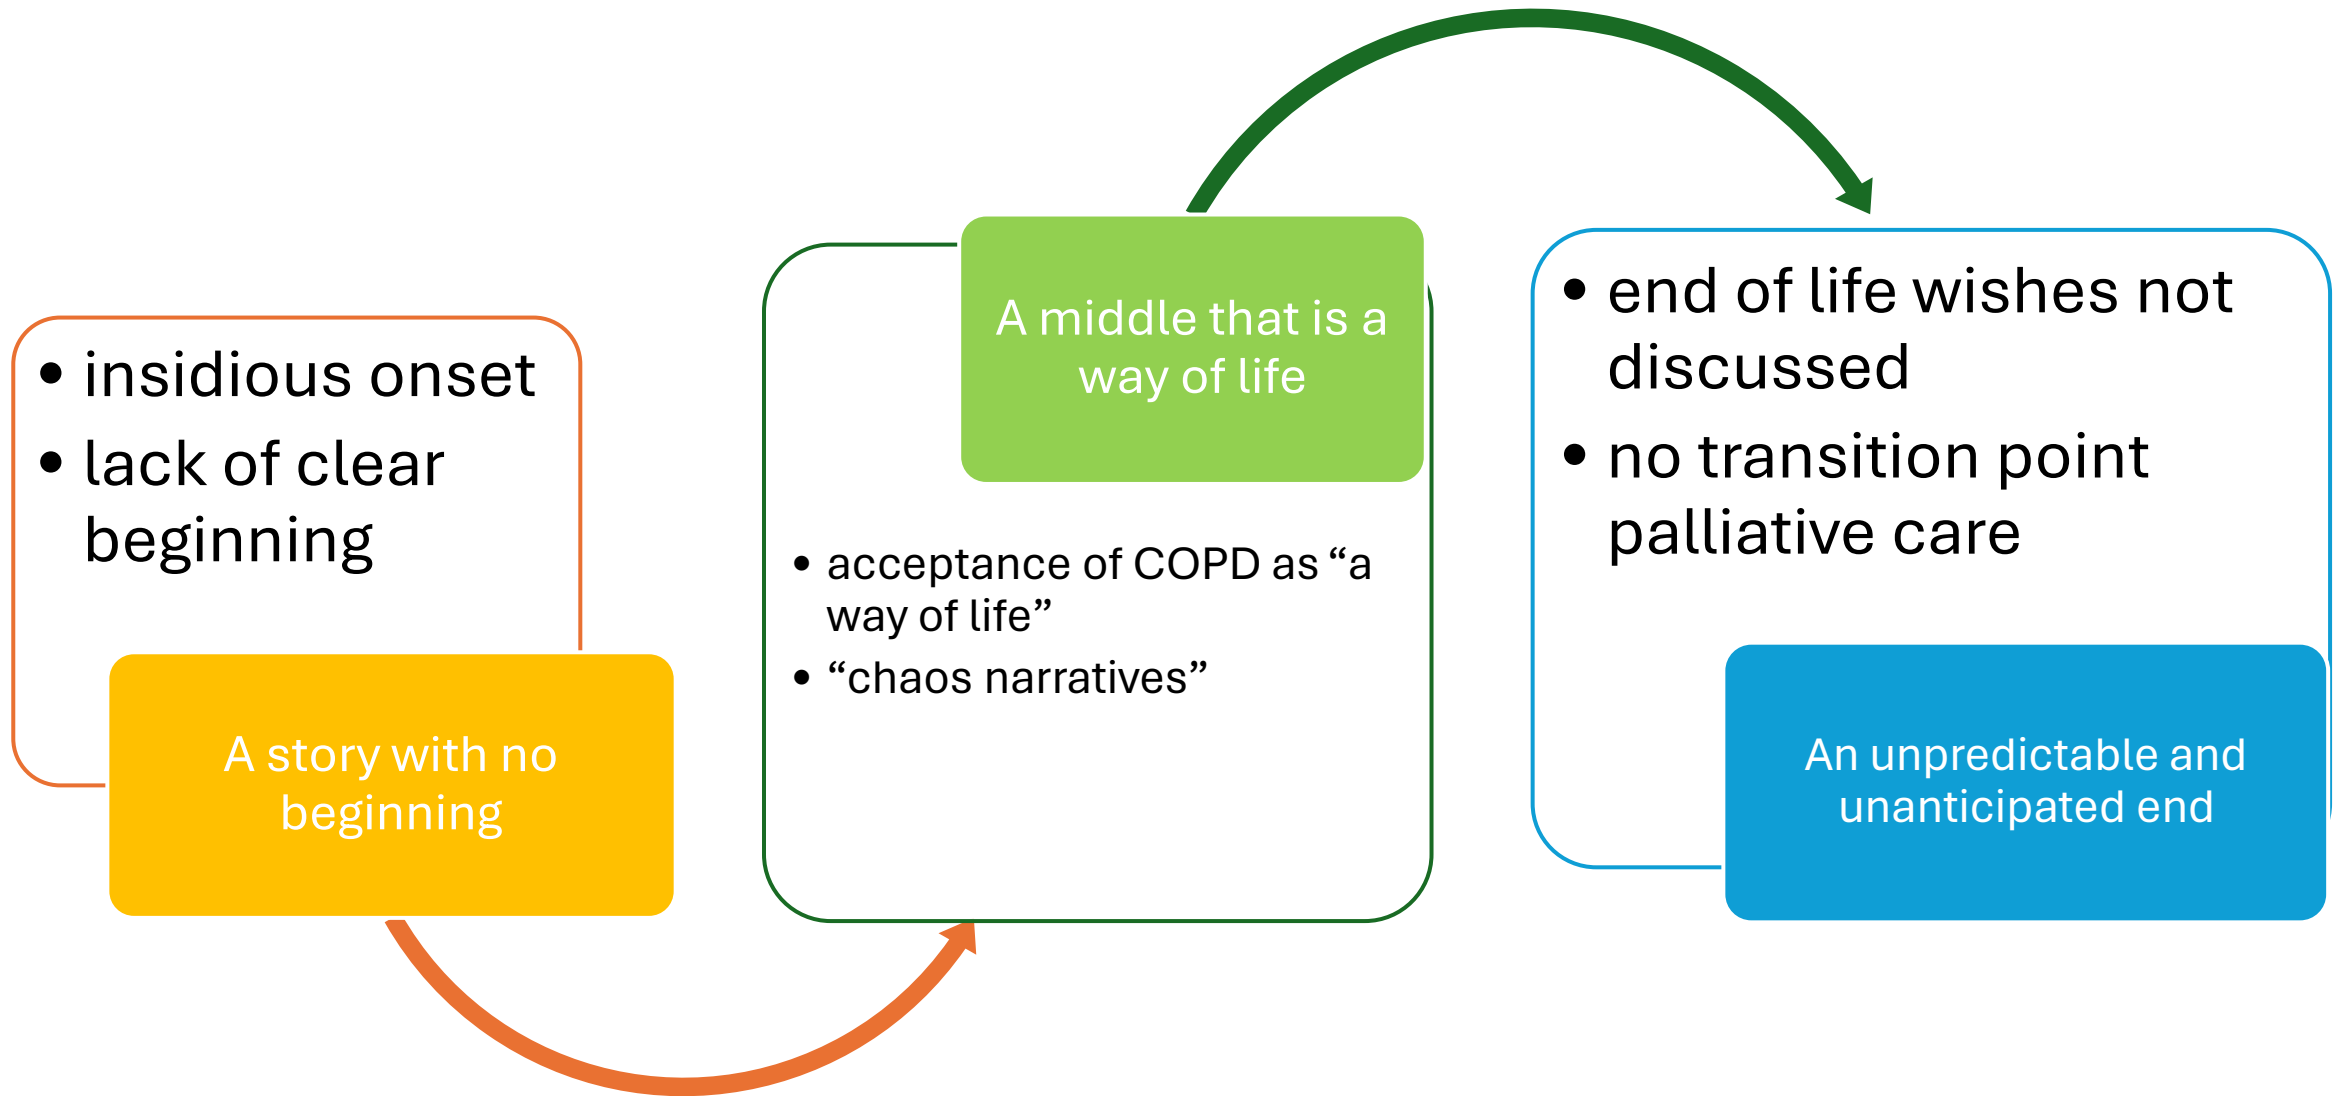 • insidious onset
• lack of clear
beginning
A story with no
beginning
A middle that is a
way of life
• acceptance of COPD as “a
way of life”
• “chaos narratives”
• end of life wishes not
discussed
• no transition point
palliative care
An unpredictable and
unanticipated end